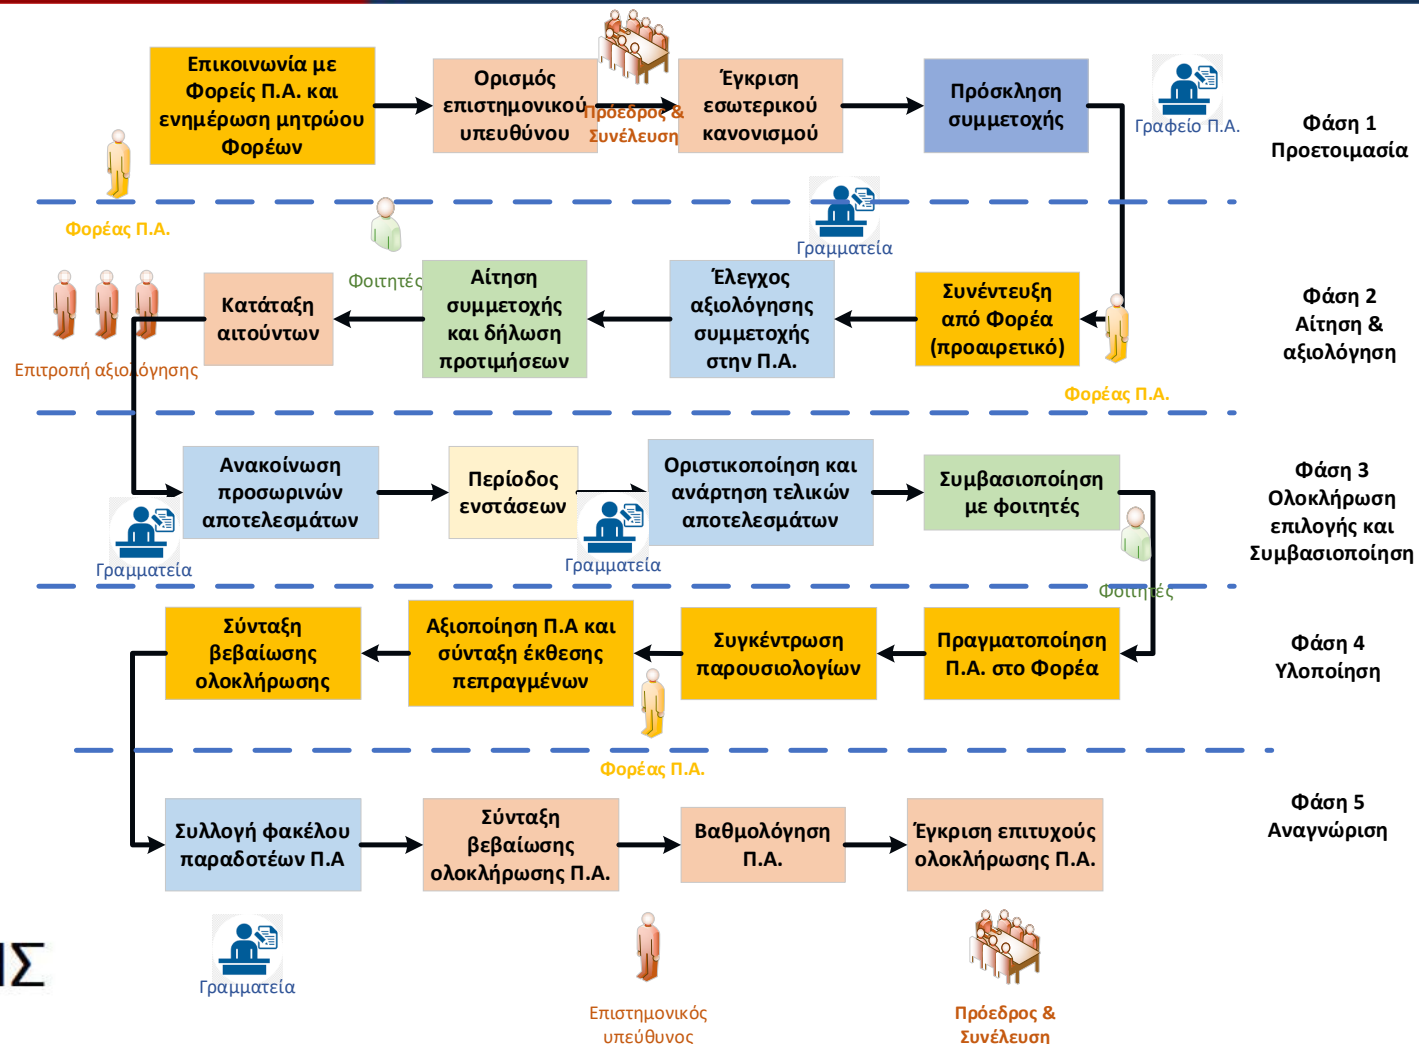 Επικοινωνία με
Φορείς Π.Α. και
ενημέρωση μητρώου
Φορέων
Ορισμός
επιστημονικού
υπευθύνου
Πρόεδρος &
Συνέλευση
Έγκριση
εσωτερικού
κανονισμού
Πρόσκληση
συμμετοχής
Γραφείο Π.Α.
Φάση 1
Προετοιμασία
Φορέας Π.Α.
Φοιτητές
Γραμματεία
Επιτροπή αξιολόγησης
Κατάταξη
αιτούντων
Αίτηση
συμμετοχής
και δήλωση
προτιμήσεων
Έλεγχος
αξιολόγησης
συμμετοχής
στην Π.Α.
Συνέντευξη
από Φορέα
(προαιρετικό)
Φορέας Π.Α.
Φάση 2
Αίτηση &
αξιολόγηση
Ανακοίνωση
προσωρινών
αποτελεσμάτων
Γραμματεία
Περίοδος
ενστάσεων
Γραμματεία
Οριστικοποίηση και
ανάρτηση τελικών
αποτελεσμάτων
Συμβασιοποίηση
με φοιτητές
Φοιτητές
Φάση 3
Ολοκλήρωση
επιλογής και
Συμβασιοποίηση
Σύνταξη
βεβαίωσης
ολοκλήρωσης
Αξιοποίηση Π.Α και
σύνταξη έκθεσης
πεπραγμένων
Συγκέντρωση
παρουσιολογίων
Πραγματοποίηση
Π.Α. στο Φορέα
Φάση 4
Υλοποίηση
Φορέας Π.Α.
Συλλογή φακέλου
παραδοτέων Π.Α
Σύνταξη
βεβαίωσης
ολοκλήρωσης Π.Α.
Βαθμολόγηση
Π.Α.
Έγκριση επιτυχούς
ολοκλήρωσης Π.Α.
Φάση 5
Αναγνώριση
Γραμματεία
Επιστημονικός
υπεύθυνος
Πρόεδρος &
Συνέλευση